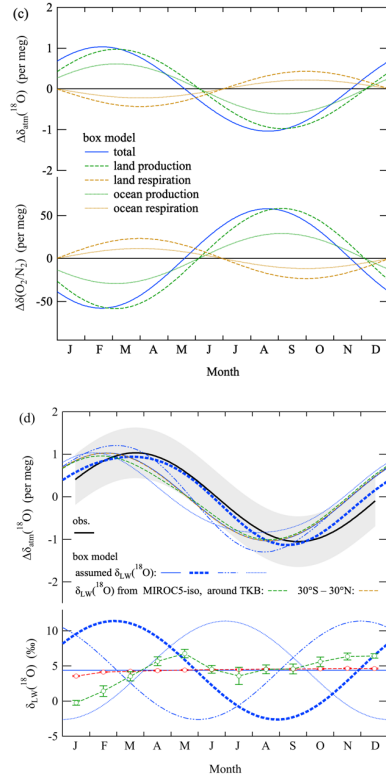 (c)
2
1
0
-1
-2
Δδatm(¹⁸O) (per meg)
box model
total
land production
land respiration
ocean production
ocean respiration
50
0
-50
Δδ(O₂/N₂) (per meg)
J F M A M J J A S O N D
Month
(d)
2
1
0
-1
-2
Δδatm(¹⁸O) (per meg)
obs.
box model
assumed δLW(¹⁸O):
δLW(¹⁸O) from MIROC5-iso, around TKB: 30°S – 30°N:
15
10
5
0
-5
δLW(¹⁸O) (‰)
J F M A M J J A S O N D
Month